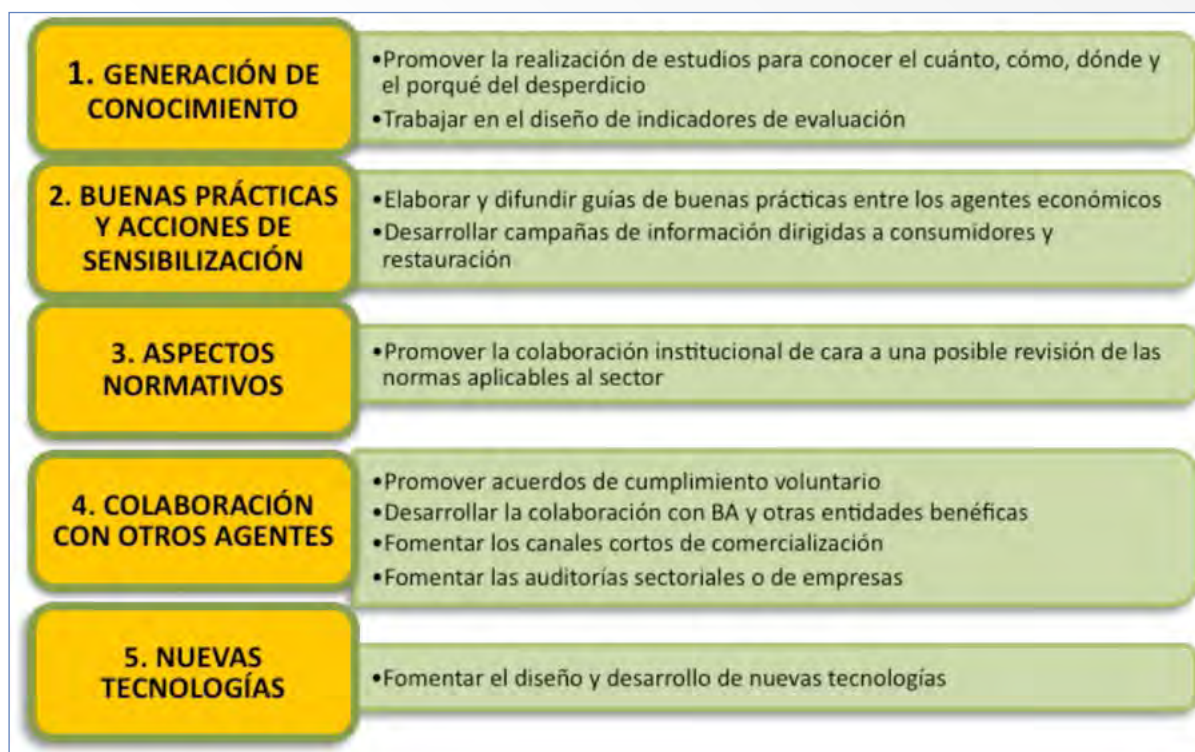 1. GENERACIÓN DE
CONOCIMIENTO
•Promover la realización de estudios para conocer el cuánto, cómo, dónde y
el porqué del desperdicio
•Trabajar en el diseño de indicadores de evaluación
2. BUENAS PRÁCTICAS
Y ACCIONES DE
SENSIBILIZACIÓN
•Elaborar y difundir guías de buenas prácticas entre los agentes económicos
•Desarrollar campañas de información dirigidas a consumidores y
restauración
3. ASPECTOS
NORMATIVOS
•Promover la colaboración institucional de cara a una posible revisión de las
normas aplicables al sector
4. COLABORACIÓN
CON OTROS AGENTES
•Promover acuerdos de cumplimiento voluntario
•Desarrollar la colaboración con BA y otras entidades benéficas
•Fomentar los canales cortos de comercialización
•Fomentar las auditorías sectoriales o de empresas
5. NUEVAS
TECNOLOGÍAS
•Fomentar el diseño y desarrollo de nuevas tecnologías